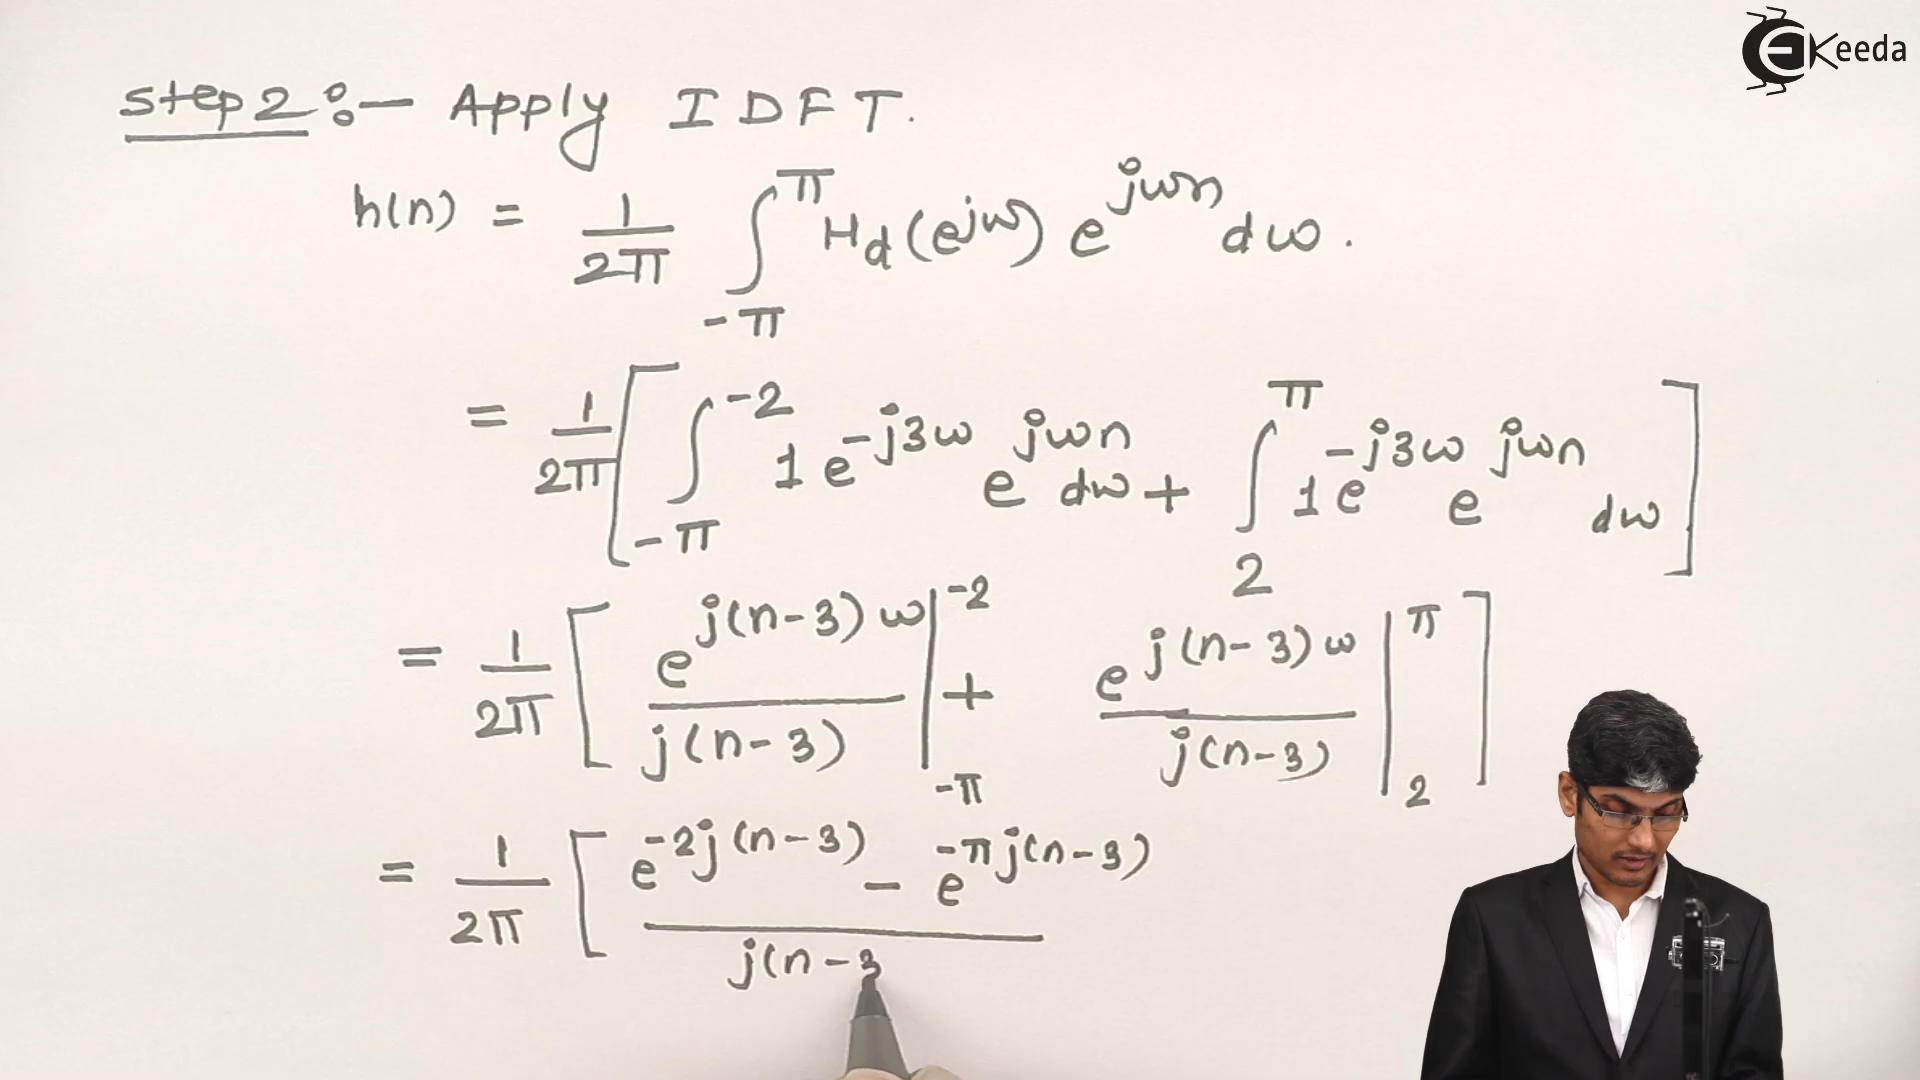 EKeeda
Step 2 :- Apply IDFT.
h(n) = 1/2π ∫_{-π}^{π} H_d(e^{jω}) e^{jωn} dω.
= 1/2π [ ∫_{-π}^{-2} 1 e^{-j3ω} e^{jωn} dω + ∫_{2}^{π} 1 e^{-j3ω} e^{jωn} dω ]
= 1/2π [ e^{j(n-3)ω} / j(n-3) |_{-π}^{-2} + e^{j(n-3)ω} / j(n-3) |_{2}^{π} ]
= 1/2π [ e^{-2j(n-3)} - e^{-πj(n-3)} / j(n-3